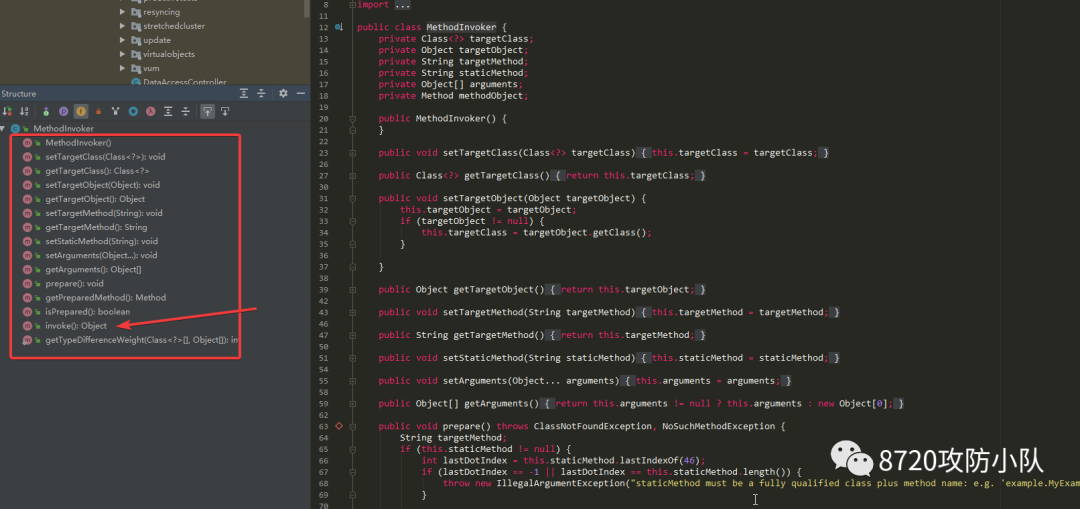 resyncing
stretchedcluster
update
virtualobjects
vum
DataAccessController
Structure
MethodInvoker
MethodInvoker()
setTargetClass(Class<?>): void
getTargetClass(): Class<?>
setTargetObject(Object): void
getTargetObject(): Object
setTargetMethod(String): void
getTargetMethod(): String
setStaticMethod(String): void
setArguments(Object...): void
getArguments(): Object[]
prepare(): void
getPreparedMethod(): Method
isPrepared(): boolean
invoke(): Object
getTypeDifferenceWeight(Class<?>[], Object[]): in
8 import ...
11
12 public class MethodInvoker {
13 private Class<?> targetClass;
14 private Object targetObject;
15 private String targetMethod;
16 private String staticMethod;
17 private Object[] arguments;
18 private Method methodObject;
19
20 public MethodInvoker() {
21 }
22
23 public void setTargetClass(Class<?> targetClass) { this.targetClass = targetClass; }
26
27 public Class<?> getTargetClass() { return this.targetClass; }
30
31 public void setTargetObject(Object targetObject) {
32 this.targetObject = targetObject;
33 if (targetObject != null) {
34 this.targetClass = targetObject.getClass();
35 }
36
37 }
38
39 public Object getTargetObject() { return this.targetObject; }
42
43 public void setTargetMethod(String targetMethod) { this.targetMethod = targetMethod; }
46
47 public String getTargetMethod() { return this.targetMethod; }
50
51 public void setStaticMethod(String staticMethod) { this.staticMethod = staticMethod; }
54
55 public void setArguments(Object... arguments) { this.arguments = arguments; }
58
59 public Object[] getArguments() { return this.arguments != null ? this.arguments : new Object[0]; }
62
63 public void prepare() throws ClassNotFoundException, NoSuchMethodException {
64 String targetMethod;
65 if (this.staticMethod != null) {
66 int lastDotIndex = this.staticMethod.lastIndexOf(46);
67 if (lastDotIndex == -1 || lastDotIndex == this.staticMethod.length()) {
68 throw new IllegalArgumentException("staticMethod must be a fully qualified class plus method name: e.g. 'example.MyExam
69 }
70
8720攻防小队